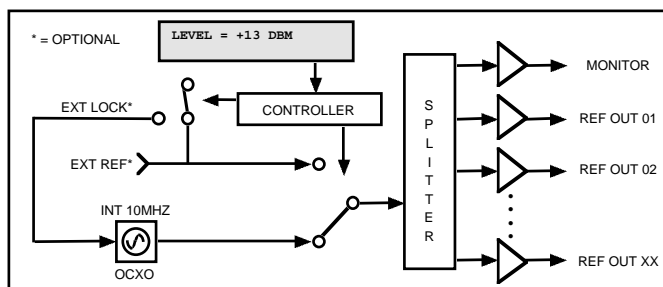 LEVEL = +13 DBM
* = OPTIONAL
MONITOR
EXT LOCK*
CONTROLLER
SPLITTER
REF OUT 01
EXT REF*
REF OUT 02
INT 10MHZ
OCXO
REF OUT XX